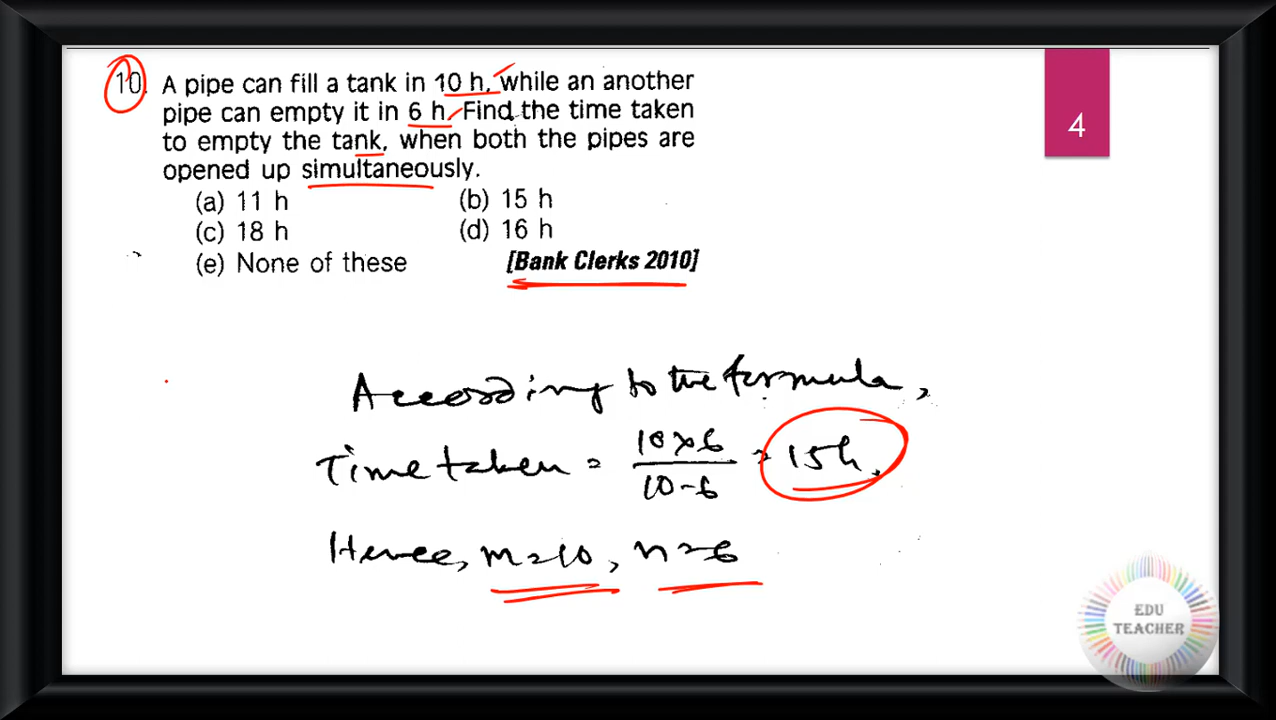 10. A pipe can fill a tank in 10 h, while an another
pipe can empty it in 6 h. Find the time taken
to empty the tank, when both the pipes are
opened up simultaneously.
(a) 11 h (b) 15 h
(c) 18 h (d) 16 h
(e) None of these [Bank Clerks 2010]
4
According to the formula,
Time taken = 10×6 / 10-6 = 15h.
Hence, m=10, n=6
EDU
TEACHER